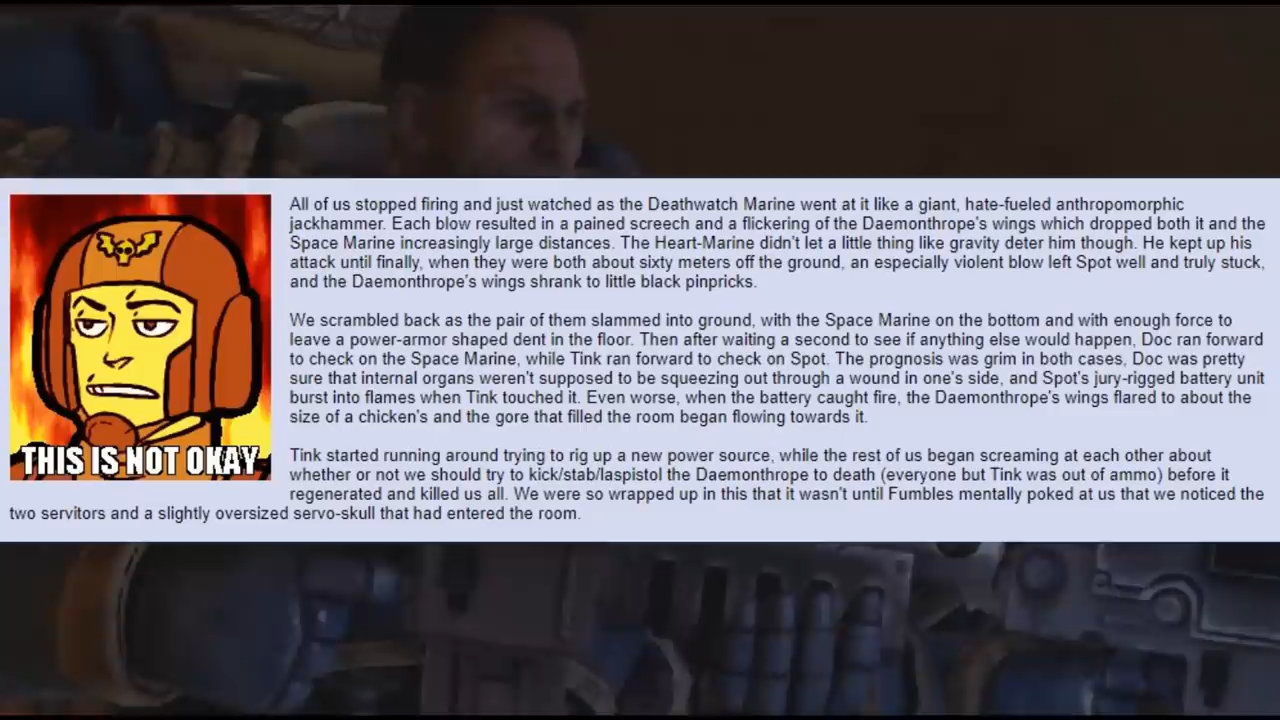 All of us stopped firing and just watched as the Deathwatch Marine went at it like a giant, hate-fueled anthropomorphic
jackhammer. Each blow resulted in a pained screech and a flickering of the Daemonthrope's wings which dropped both it and the
Space Marine increasingly large distances. The Heart-Marine didn't let a little thing like gravity deter him though. He kept up his
attack until finally, when they were both about sixty meters off the ground, an especially violent blow left Spot well and truly stuck,
and the Daemonthrope's wings shrank to little black pinpricks.
We scrambled back as the pair of them slammed into ground, with the Space Marine on the bottom and with enough force to
leave a power-armor shaped dent in the floor. Then after waiting a second to see if anything else would happen, Doc ran forward
to check on the Space Marine, while Tink ran forward to check on Spot. The prognosis was grim in both cases, Doc was pretty
sure that internal organs weren't supposed to be squeezing out through a wound in one's side, and Spot's jury-rigged battery unit
burst into flames when Tink touched it. Even worse, when the battery caught fire, the Daemonthrope's wings flared to about the
size of a chicken's and the gore that filled the room began flowing towards it.
THIS IS NOT OKAY
Tink started running around trying to rig up a new power source, while the rest of us began screaming at each other about
whether or not we should try to kick/stab/laspistol the Daemonthrope to death (everyone but Tink was out of ammo) before it
regenerated and killed us all. We were so wrapped up in this that it wasn't until Fumbles mentally poked at us that we noticed the
two servitors and a slightly oversized servo-skull that had entered the room.